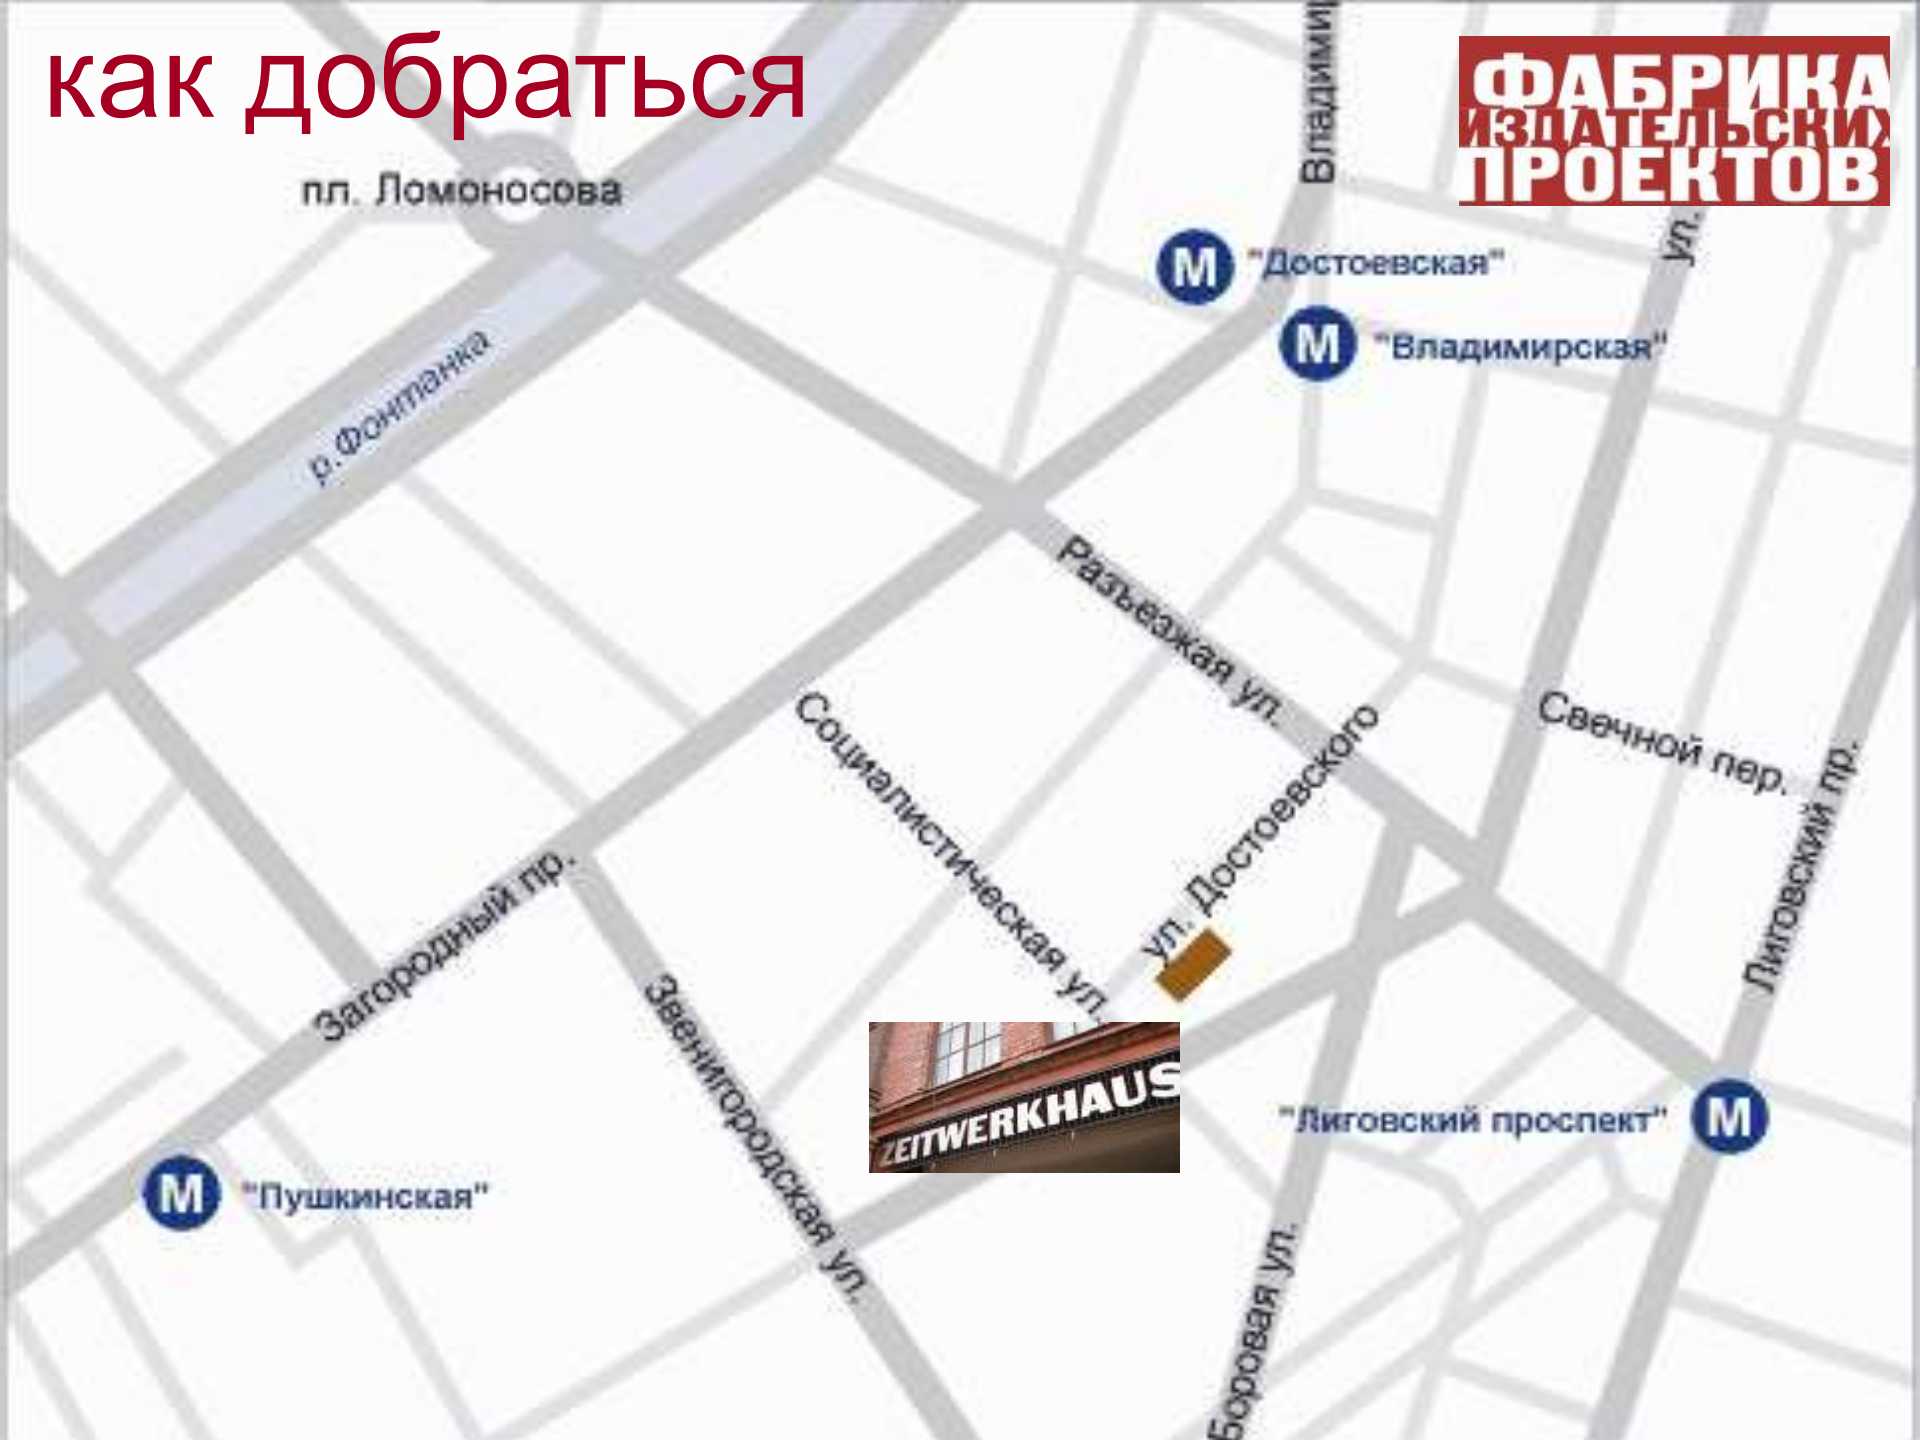 как добраться
ФАБРИКА
ИЗДАТЕЛЬСКИХ
ПРОЕКТОВ
пл. Ломоносова
Владимир
ул.
"Достоевская"
"Владимирская"
М
М
р.Фонтанка
Разъезжая ул.
Социалистическая ул.
ул. Достоевского
Свечной пер.
Лиговский пр.
Загородный пр.
Звенигородская ул.
ZEITWERKHAUS
"Лиговский проспект"
М
М
"Пушкинская"
Боровая ул.